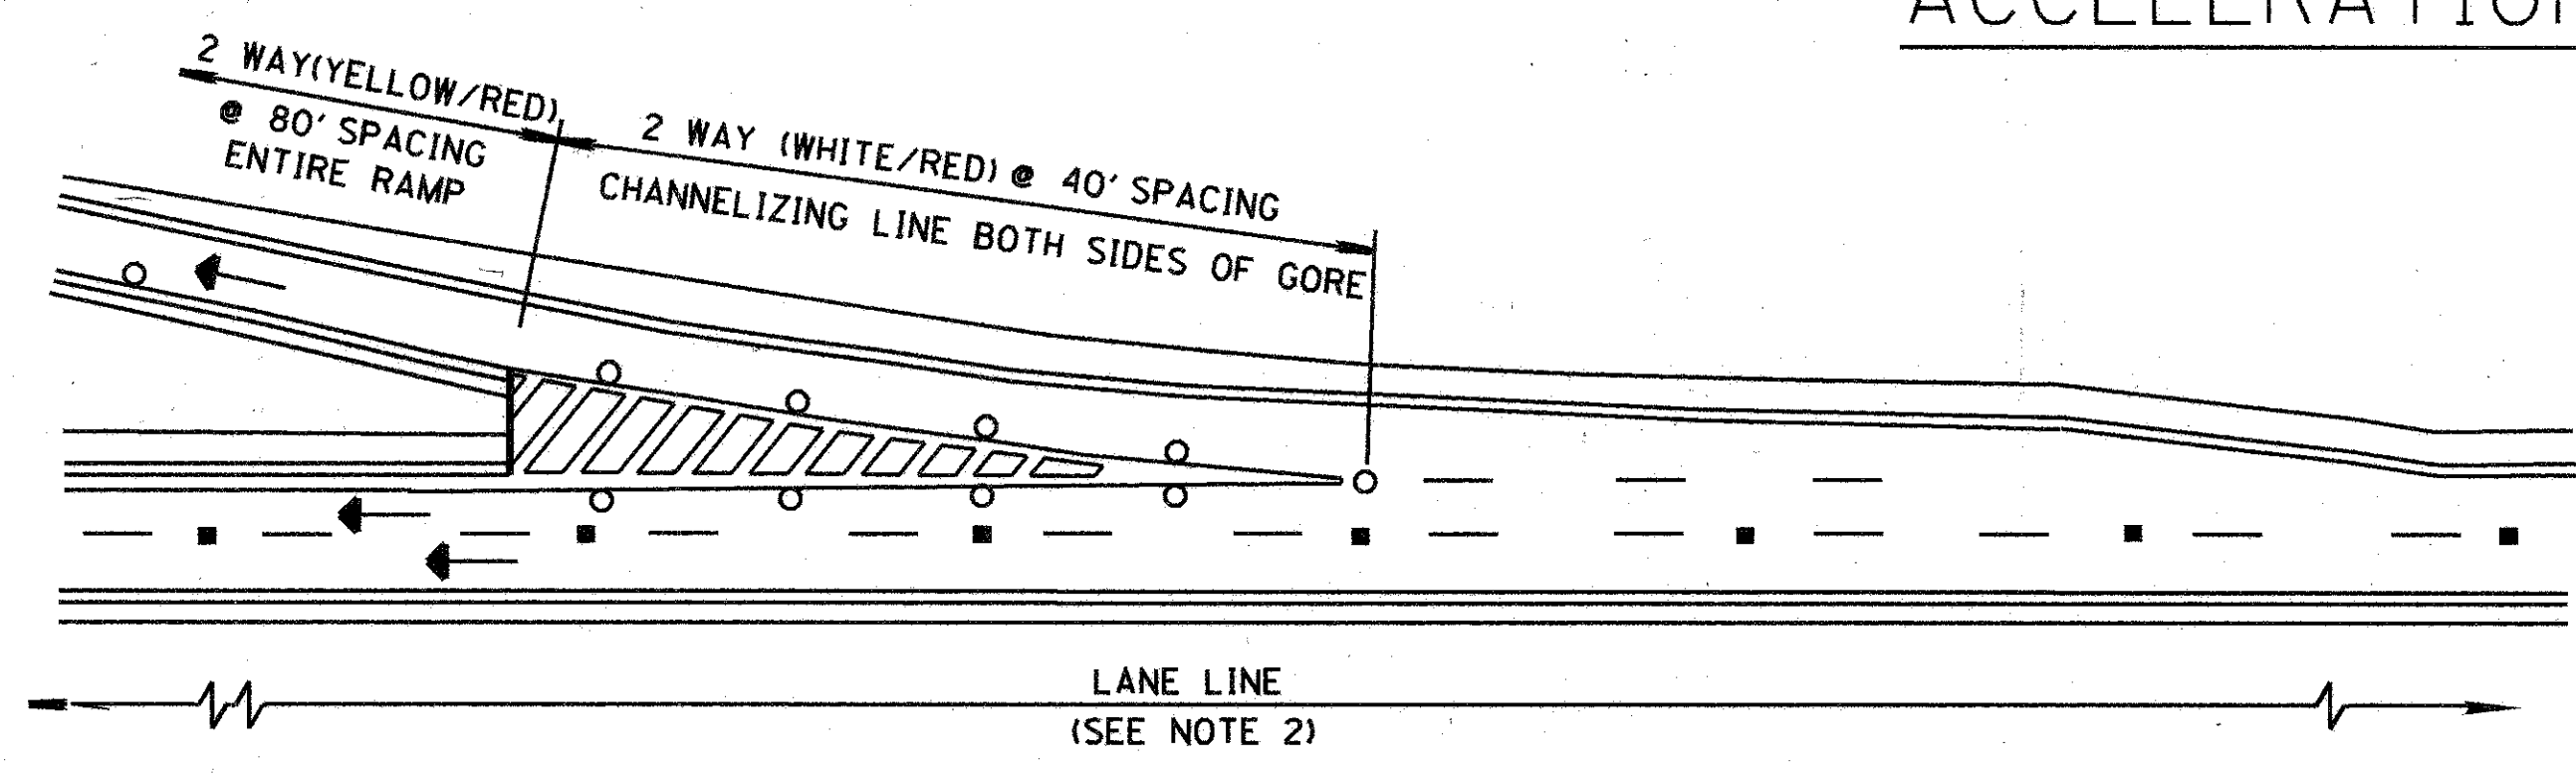 2 WAY(YELLOW/RED)
@ 80' SPACING
ENTIRE RAMP
2 WAY (WHITE/RED) @ 40' SPACING
CHANNELIZING LINE BOTH SIDES OF GORE
LANE LINE
(SEE NOTE 2)